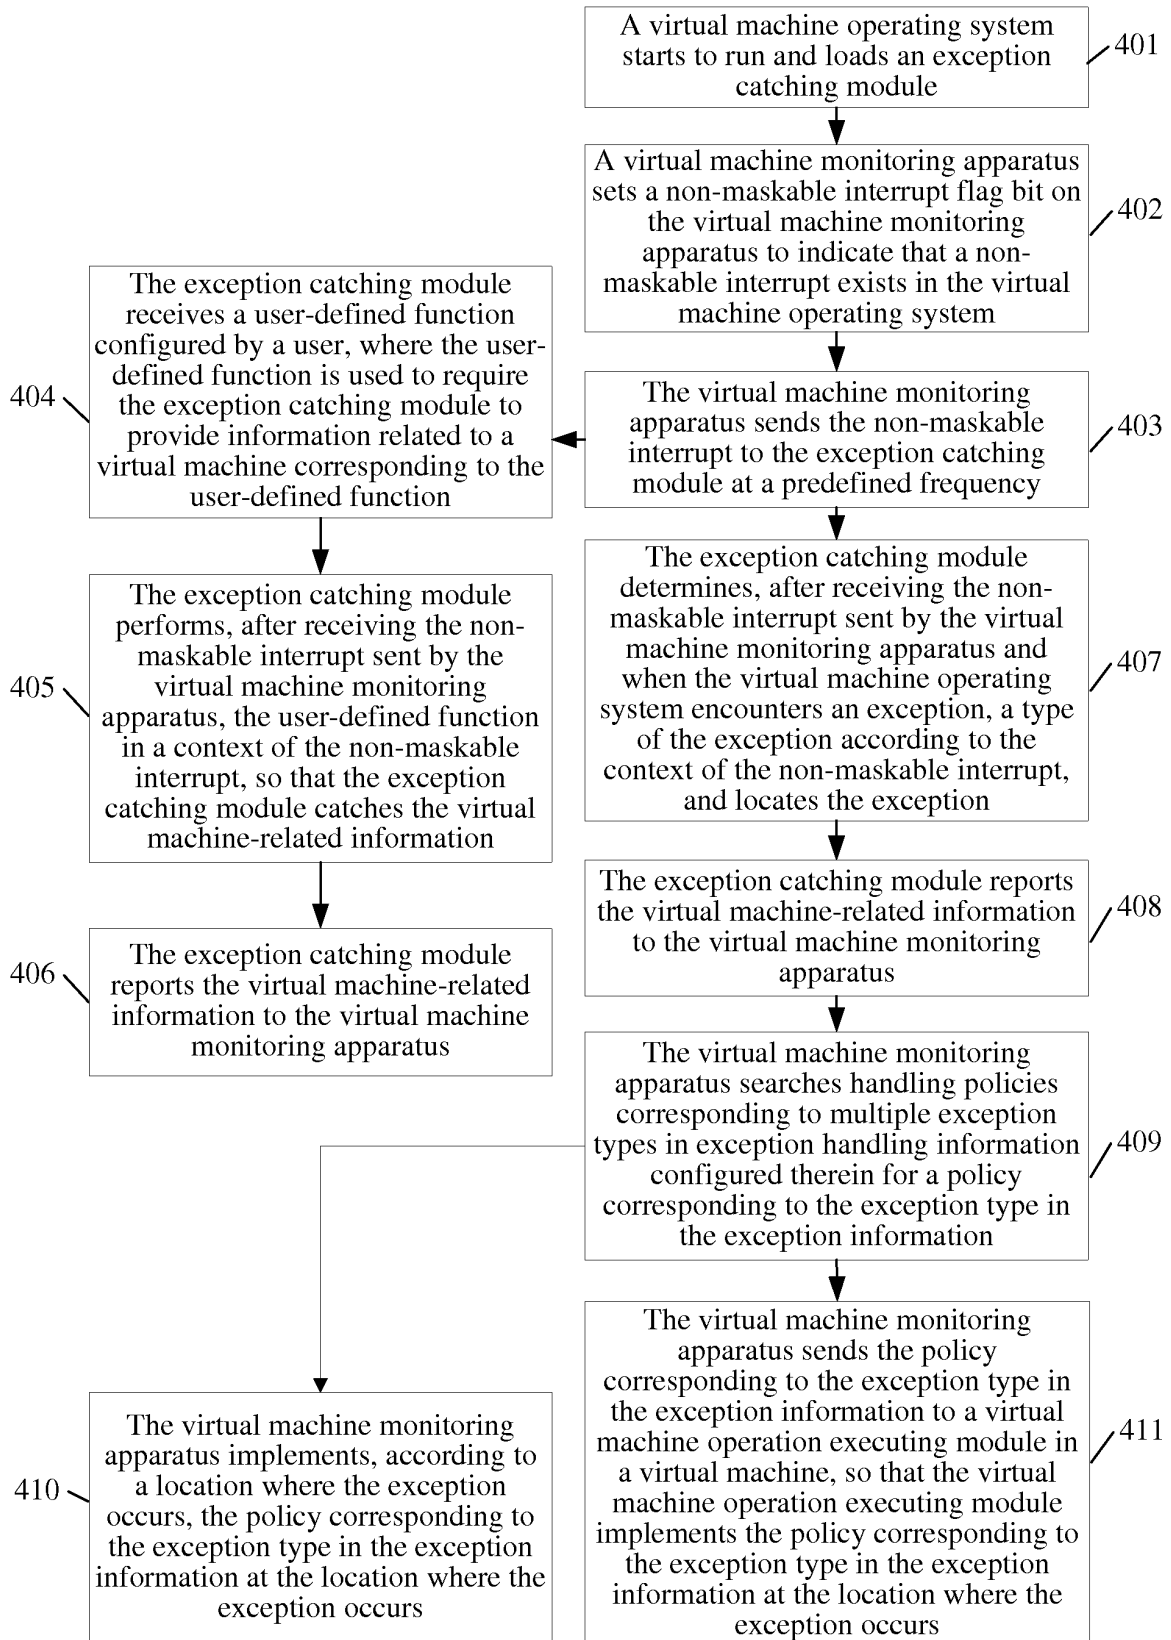 A virtual machine operating system
starts to run and loads an exception
catching module
401
A virtual machine monitoring apparatus
sets a non-maskable interrupt flag bit on
the virtual machine monitoring
apparatus to indicate that a non-
maskable interrupt exists in the virtual
machine operating system
402
The virtual machine monitoring
apparatus sends the non-maskable
interrupt to the exception catching
module at a predefined frequency
403
The exception catching module
receives a user-defined function
configured by a user, where the user-
defined function is used to require
the exception catching module to
provide information related to a
virtual machine corresponding to the
user-defined function
404
The exception catching module
performs, after receiving the non-
maskable interrupt sent by the
virtual machine monitoring
apparatus, the user-defined function
in a context of the non-maskable
interrupt, so that the exception
catching module catches the virtual
machine-related information
405
The exception catching module
reports the virtual machine-related
information to the virtual machine
monitoring apparatus
406
The exception catching module
determines, after receiving the non-
maskable interrupt sent by the virtual
machine monitoring apparatus and
when the virtual machine operating
system encounters an exception, a type
of the exception according to the
context of the non-maskable interrupt,
and locates the exception
407
The exception catching module reports
the virtual machine-related information
to the virtual machine monitoring
apparatus
408
The virtual machine monitoring
apparatus searches handling policies
corresponding to multiple exception
types in exception handling information
configured therein for a policy
corresponding to the exception type in
the exception information
409
The virtual machine monitoring
apparatus implements, according to
a location where the exception
occurs, the policy corresponding to
the exception type in the exception
information at the location where the
exception occurs
410
The virtual machine monitoring
apparatus sends the policy
corresponding to the exception type in
the exception information to a virtual
machine operation executing module in
a virtual machine, so that the virtual
machine operation executing module
implements the policy corresponding to
the exception type in the exception
information at the location where the
exception occurs
411